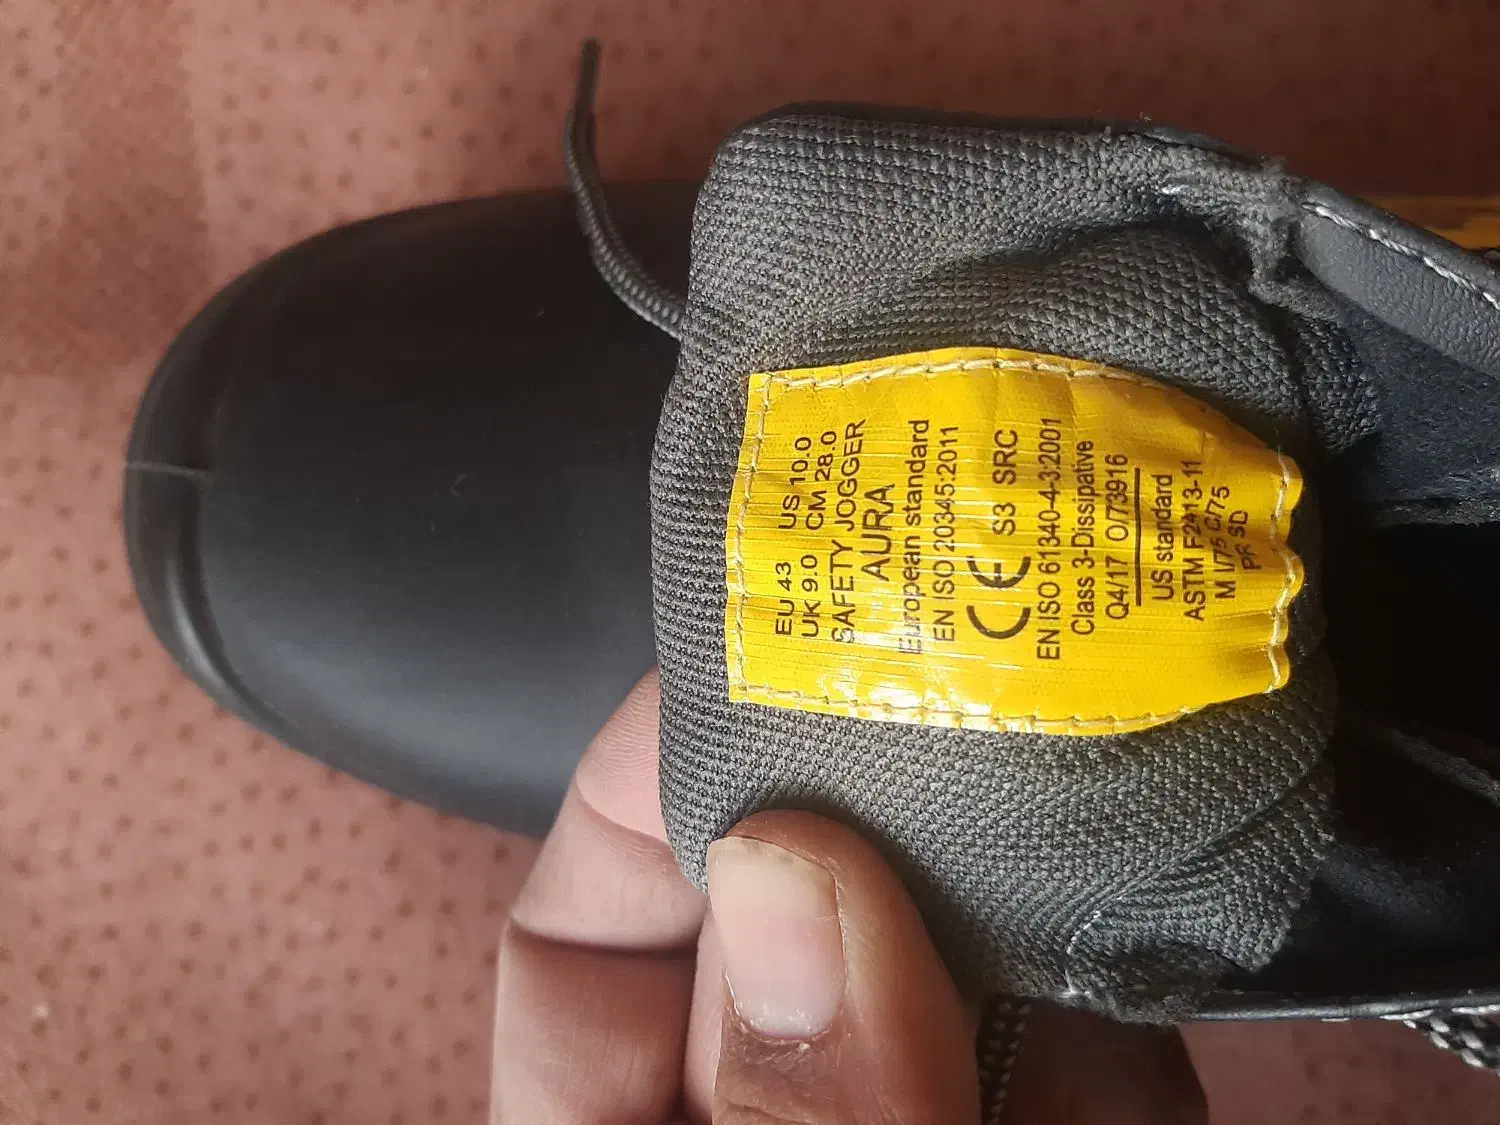 EU 43 US 10.0
UK 9.0 CM 28.0
SAFETY JOGGER
AURA
European standard
EN ISO 20345:2011
CE S3 SRC
EN ISO 61340-4-3:2001
Class 3-Dissipative
Q4/17 O/73916
US standard
ASTM F2413-11
M I/75 C/75
PR SD